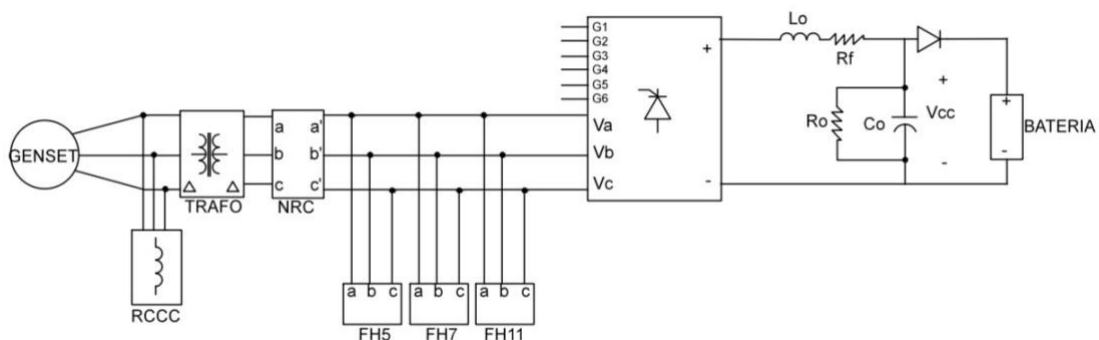 G1
G2
G3
G4
G5
G6
+
-
Va
Vb
Vc
Lo
Rf
Ro
Co
+
Vcc
-
+
-
BATERIA
GENSET
TRAFO
a
b
c
a'
b'
c'
NRC
RCCC
a b c
FH5
a b c
FH7
a b c
FH11